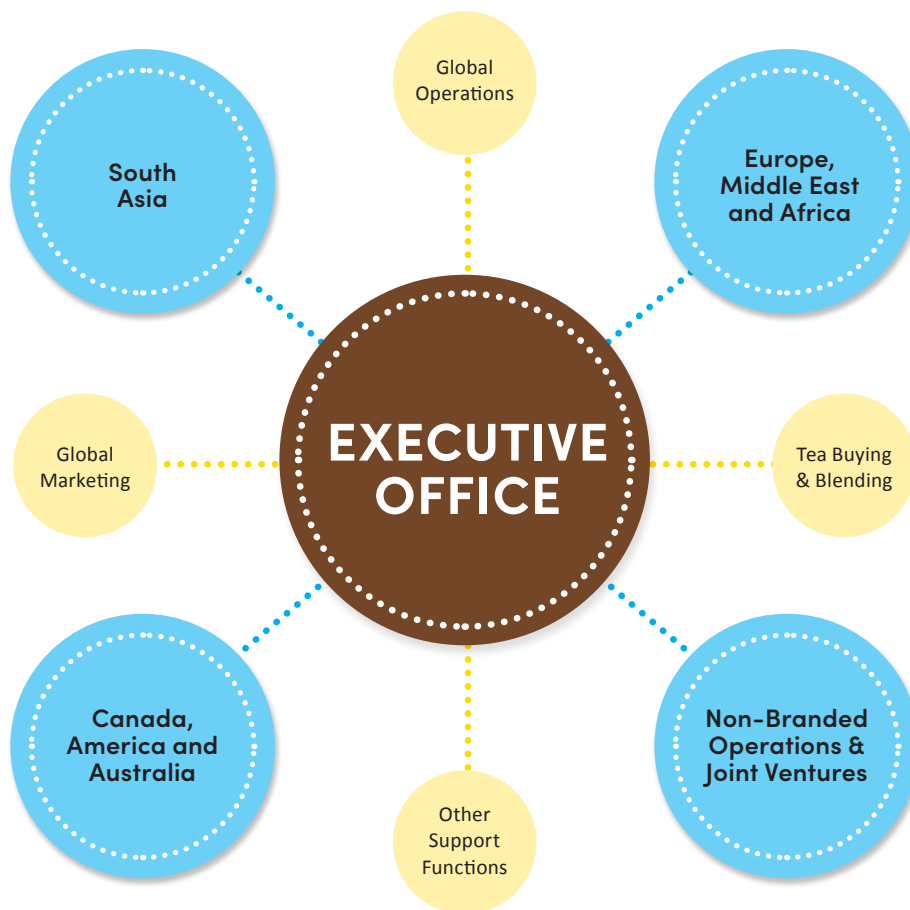 Global
Operations
South
Asia
Europe,
Middle East
and Africa
EXECUTIVE
OFFICE
Global
Marketing
Tea Buying
& Blending
Canada,
America and
Australia
Non-Branded
Operations &
Joint Ventures
Other
Support
Functions